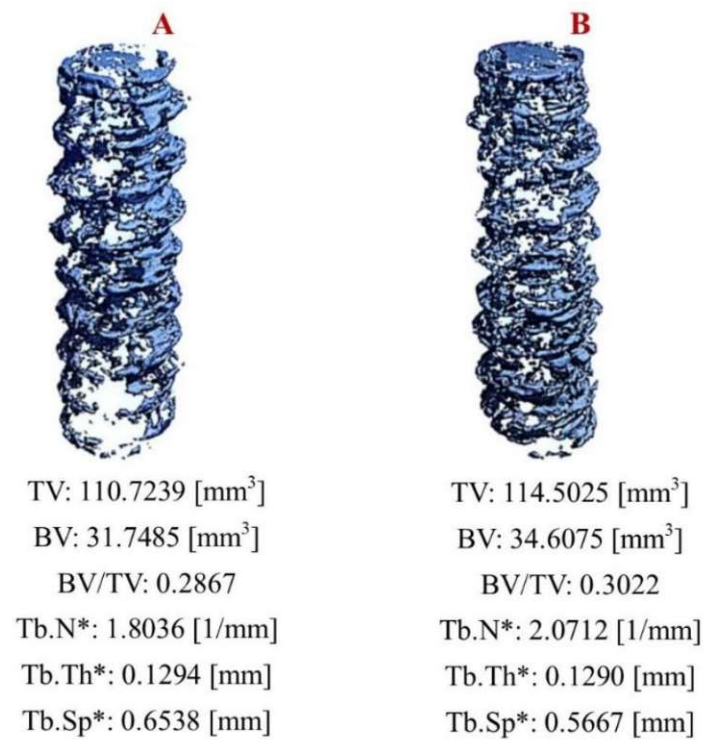 A
B
TV: 110.7239 [mm³]
BV: 31.7485 [mm³]
BV/TV: 0.2867
Tb.N*: 1.8036 [1/mm]
Tb.Th*: 0.1294 [mm]
Tb.Sp*: 0.6538 [mm]
TV: 114.5025 [mm³]
BV: 34.6075 [mm³]
BV/TV: 0.3022
Tb.N*: 2.0712 [1/mm]
Tb.Th*: 0.1290 [mm]
Tb.Sp*: 0.5667 [mm]